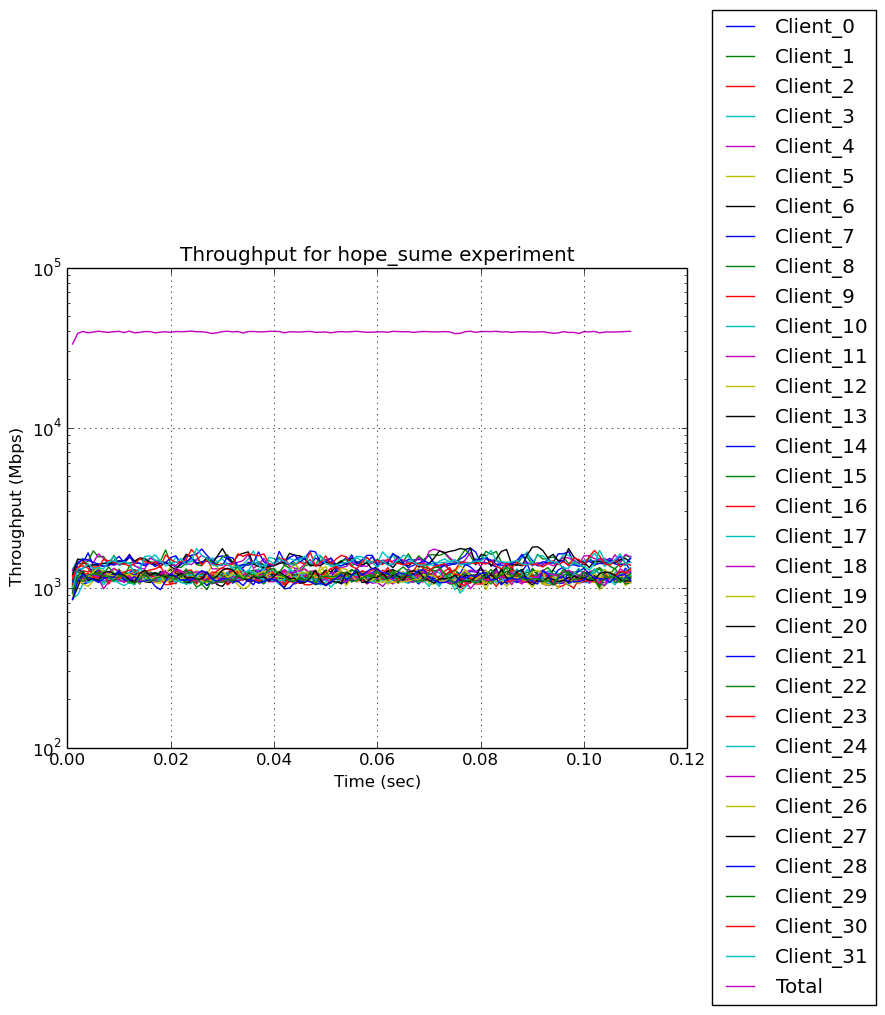 Throughput for hope_sume experiment
Throughput (Mbps)
10^5
10^4
10^3
10^2
0.00 0.02 0.04 0.06 0.08 0.10 0.12
Time (sec)
Client_0
Client_1
Client_2
Client_3
Client_4
Client_5
Client_6
Client_7
Client_8
Client_9
Client_10
Client_11
Client_12
Client_13
Client_14
Client_15
Client_16
Client_17
Client_18
Client_19
Client_20
Client_21
Client_22
Client_23
Client_24
Client_25
Client_26
Client_27
Client_28
Client_29
Client_30
Client_31
Total